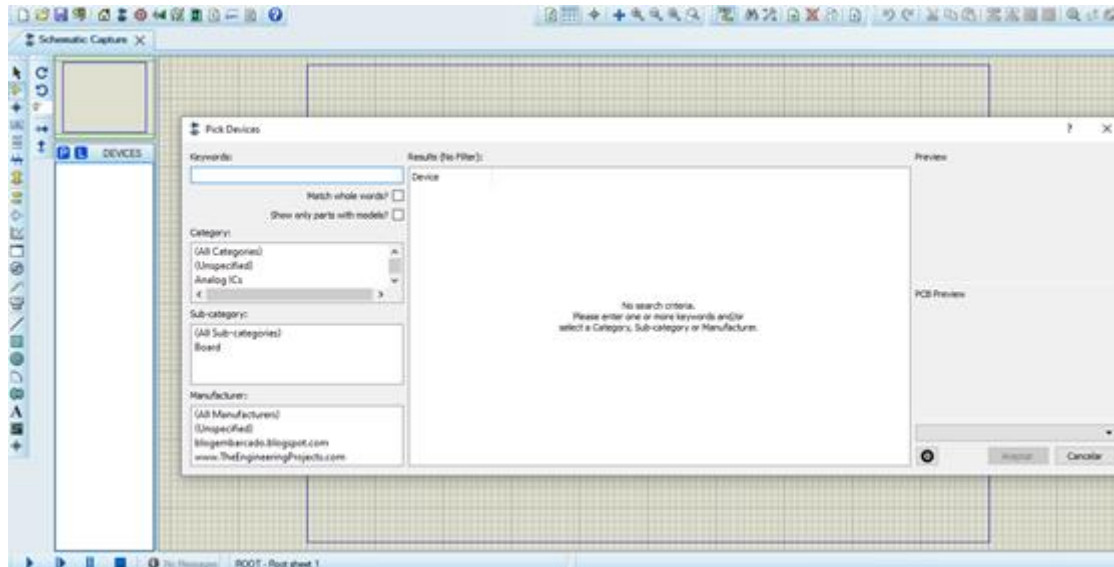 Schematic Capture
DEVICES
P L
Pick Devices
Keywords:
Match whole words?
Show only parts with models?
Category:
(All Categories)
(Unspecified)
Analog ICs
Sub-category:
(All Sub-categories)
Board
Manufacturer:
(All Manufacturers)
(Unspecified)
blogembarcado.blogspot.com
www.TheEngineeringProjects.com
Results (No Filter):
Device
No search criteria.
Please enter one or more keywords and/or
select a Category, Sub-category or Manufacturer.
Preview
PCB Preview
Aceptar
Cancelar
No Messages
ROOT - Root sheet 1